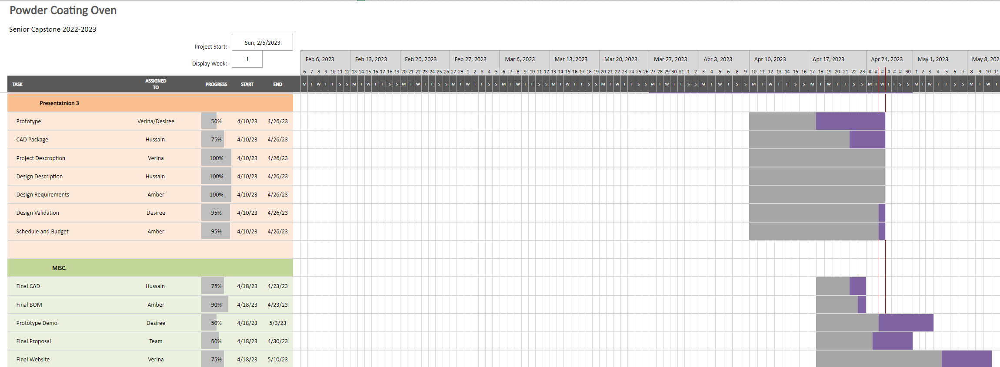 Powder Coating Oven
Senior Capstone 2022-2023
Project Start: Sun, 2/5/2023
Display Week: 1
Feb 6, 2023 Feb 13, 2023 Feb 20, 2023 Feb 27, 2023 Mar 6, 2023 Mar 13, 2023 Mar 20, 2023 Mar 27, 2023 Apr 3, 2023 Apr 10, 2023 Apr 17, 2023 Apr 24, 2023 May 1, 2023 May 8, 202
6 7 8 9 10 11 12 13 14 15 16 17 18 19 20 21 22 23 24 25 26 27 28 1 2 3 4 5 6 7 8 9 10 11 12 13 14 15 16 17 18 19 20 21 22 23 24 25 26 27 28 29 30 31 1 2 3 4 5 6 7 8 9 10 11 12 13 14 15 16 17 18 19 20 21 22 23 # # # # # # 30 1 2 3 4 5 6 7 8 9 10 11
TASK ASSIGNED TO PROGRESS START END M T W T F S S M T W T F S S M T W T F S S M T W T F S S M T W T F S S M T W T F S S M T W T F S S M T W T F S S M T W T F S S M T W T F S S M T W T F S S M T W T F S S M T W T F S S M T W T
Presentatnion 3
Prototype Verina/Desiree 50% 4/10/23 4/26/23
CAD Package Hussain 75% 4/10/23 4/26/23
Project Descroption Verina 100% 4/10/23 4/26/23
Design Description Hussain 100% 4/10/23 4/26/23
Design Requirements Amber 100% 4/10/23 4/26/23
Design Validation Desiree 95% 4/10/23 4/26/23
Schedule and Budget Amber 95% 4/10/23 4/26/23
MISC.
Final CAD Hussain 75% 4/18/23 4/23/23
Final BOM Amber 90% 4/18/23 4/23/23
Prototype Demo Desiree 50% 4/18/23 5/3/23
Final Proposal Team 60% 4/18/23 4/30/23
Final Website Verina 75% 4/18/23 5/10/23